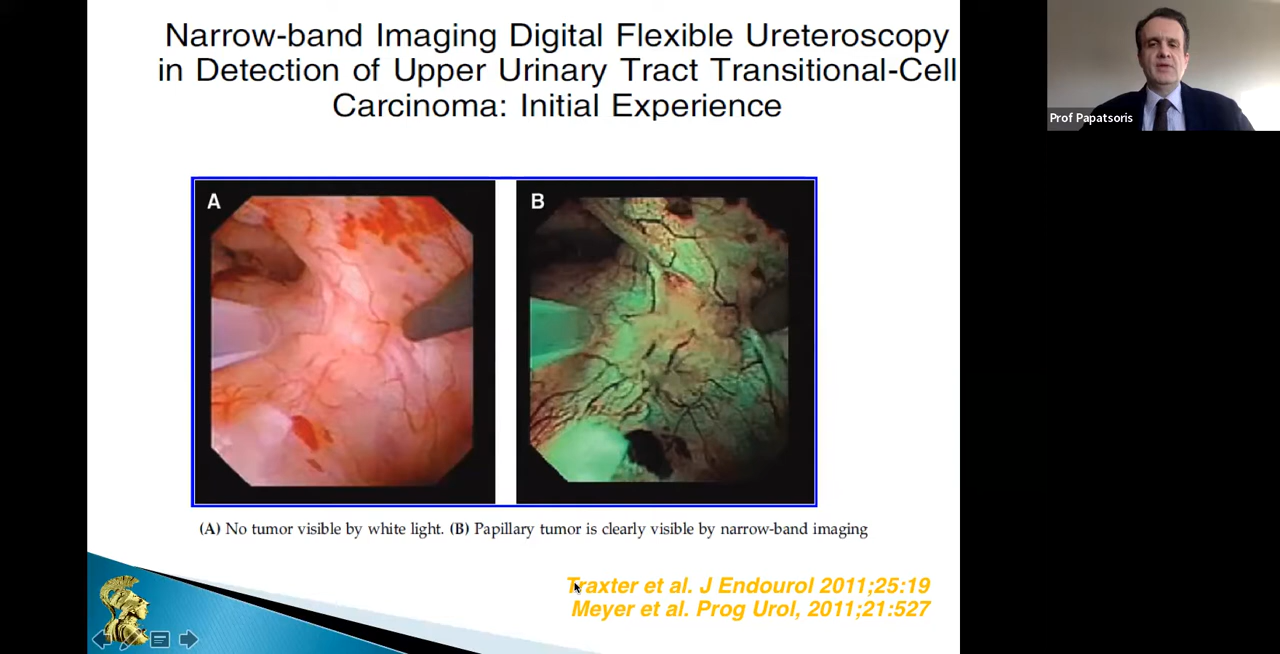 Narrow-band Imaging Digital Flexible Ureteroscopy
in Detection of Upper Urinary Tract Transitional-Cell
Carcinoma: Initial Experience
Prof Papatsoris
A
B
(A) No tumor visible by white light. (B) Papillary tumor is clearly visible by narrow-band imaging
Traxter et al. J Endourol 2011;25:19
Meyer et al. Prog Urol, 2011;21:527